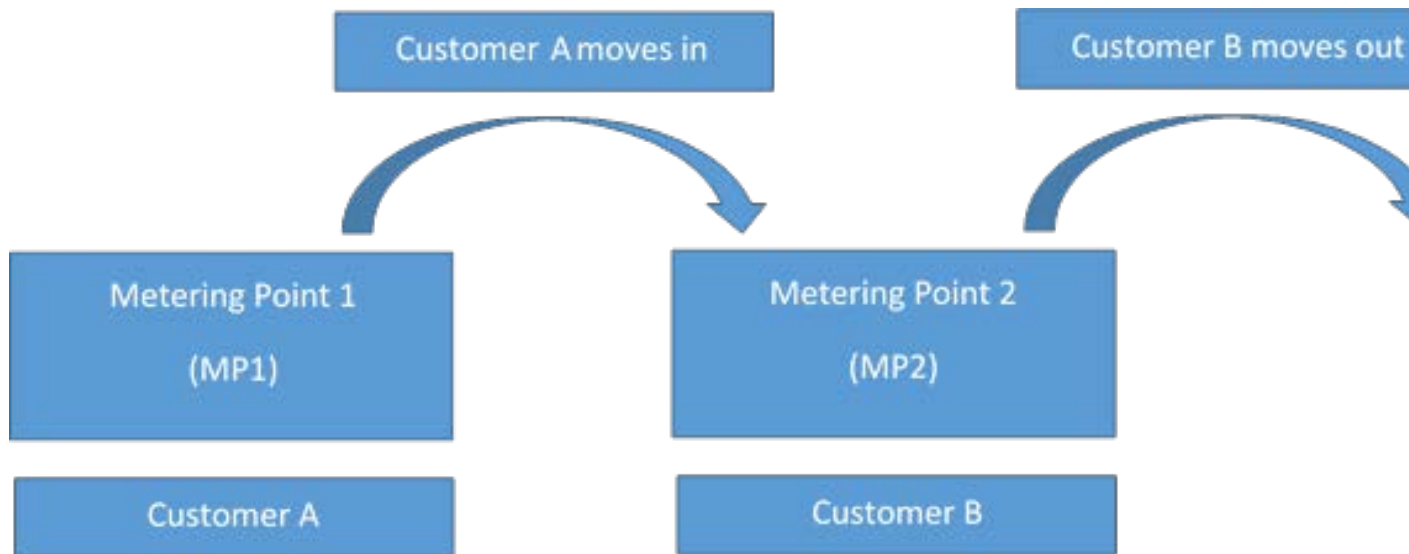 Customer A moves in
Customer B moves out
Metering Point 1
(MP1)
Metering Point 2
(MP2)
Customer A
Customer B